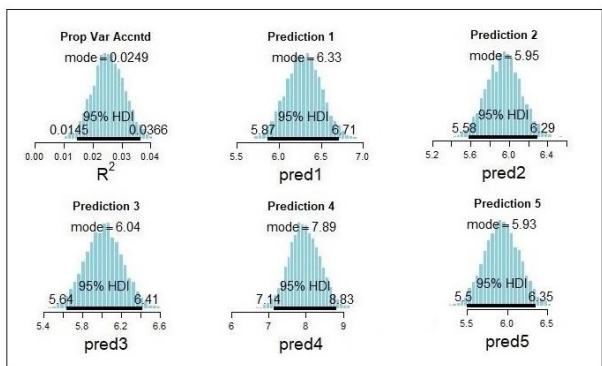 Prop Var Accntd
mode = 0.0249
95% HDI
0.0145 0.0366
0.00 0.01 0.02 0.03 0.04
R²
Prediction 1
mode = 6.33
95% HDI
5.87 6.71
5.5 6.0 6.5 7.0
pred1
Prediction 2
mode = 5.95
95% HDI
5.58 6.29
5.2 5.6 6.0 6.4
pred2
Prediction 3
mode = 6.04
95% HDI
5.64 6.41
5.4 5.8 6.2 6.6
pred3
Prediction 4
mode = 7.89
95% HDI
7.14 8.83
6 7 8 9
pred4
Prediction 5
mode = 5.93
95% HDI
5.5 6.35
5.5 6.0 6.5
pred5